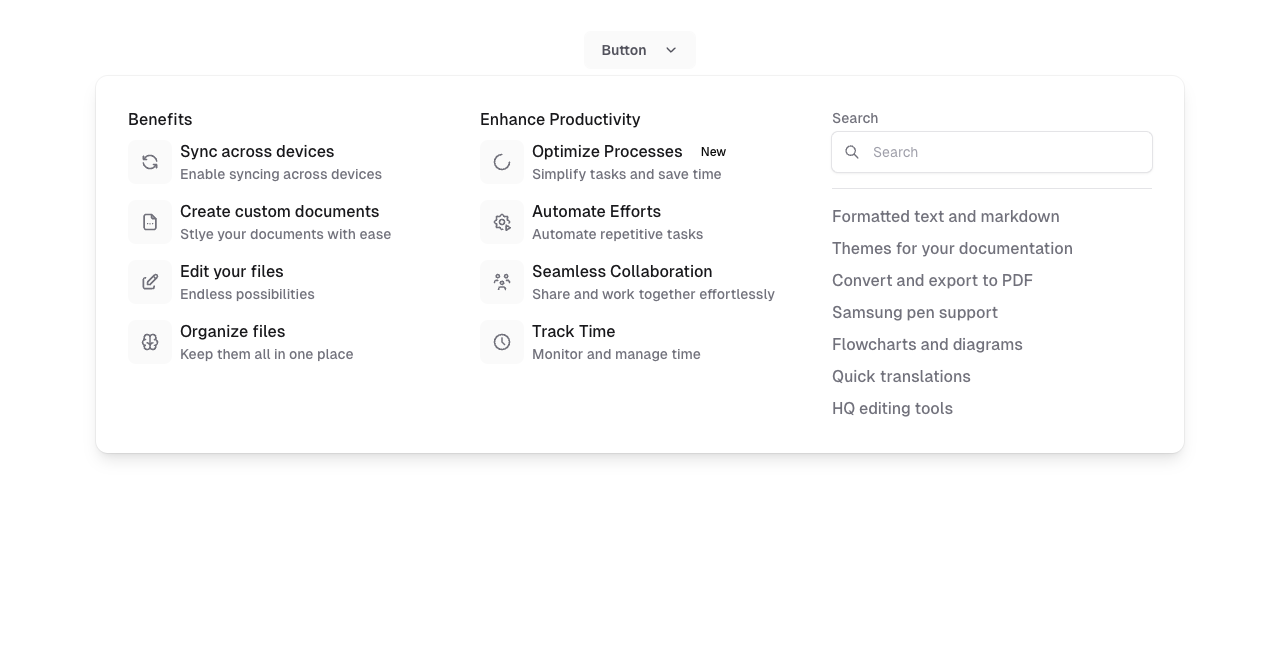 Button
Benefits
Sync across devices
Enable syncing across devices
Create custom documents
Stlye your documents with ease
Edit your files
Endless possibilities
Organize files
Keep them all in one place
Enhance Productivity
Optimize Processes New
Simplify tasks and save time
Automate Efforts
Automate repetitive tasks
Seamless Collaboration
Share and work together effortlessly
Track Time
Monitor and manage time
Search
Search
Formatted text and markdown
Themes for your documentation
Convert and export to PDF
Samsung pen support
Flowcharts and diagrams
Quick translations
HQ editing tools